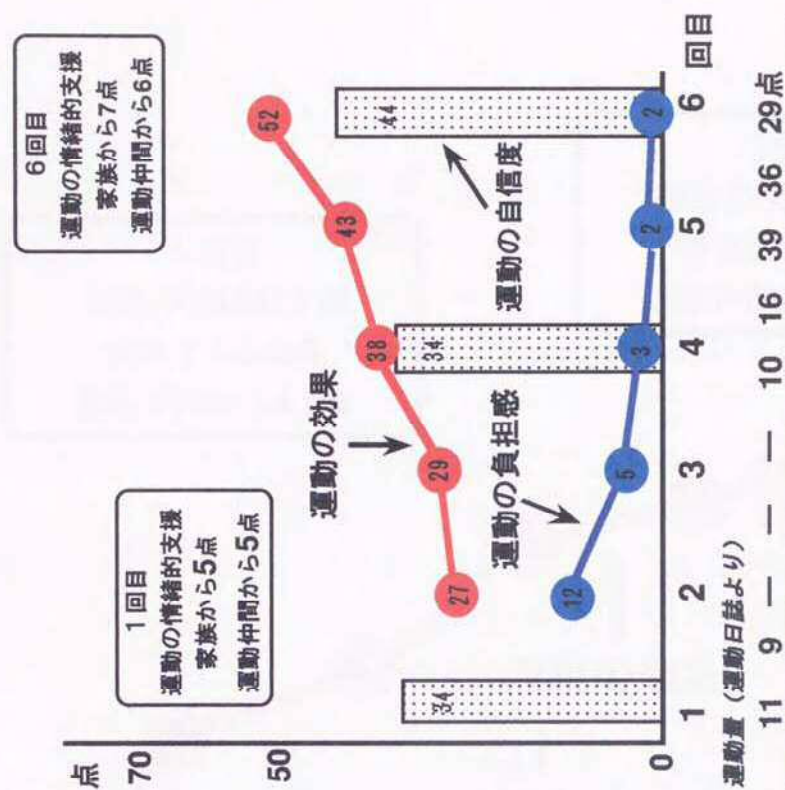 点
70
50
0
1回目
運動の情緒的支援
家族から5点
運動仲間から5点
6回目
運動の情緒的支援
家族から7点
運動仲間から6点
運動の効果
27
29
38
43
52
運動の負担感
12
5
3
2
2
運動の自信度
34
34
44
1 2 3 4 5 6 回目
運動量（運動日誌より）
11 9 — — — 10 16 39 36 29点